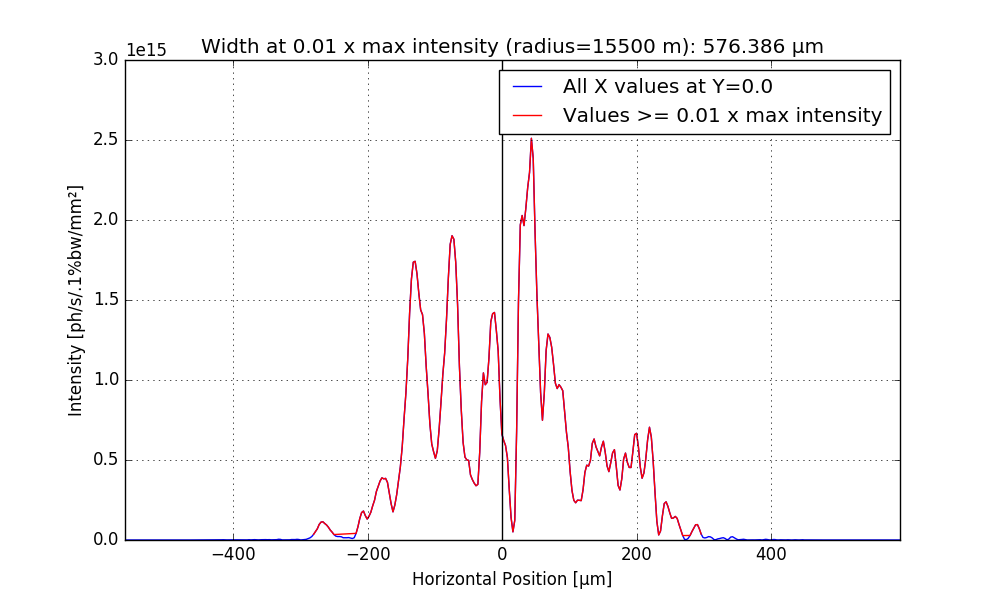 Width at 0.01 x max intensity (radius=15500 m): 576.386 µm
1e15
All X values at Y=0.0
Values >= 0.01 x max intensity
3.0
2.5
2.0
1.5
1.0
0.5
0.0
Intensity [ph/s/.1%bw/mm²]
−400 −200 0 200 400
Horizontal Position [µm]